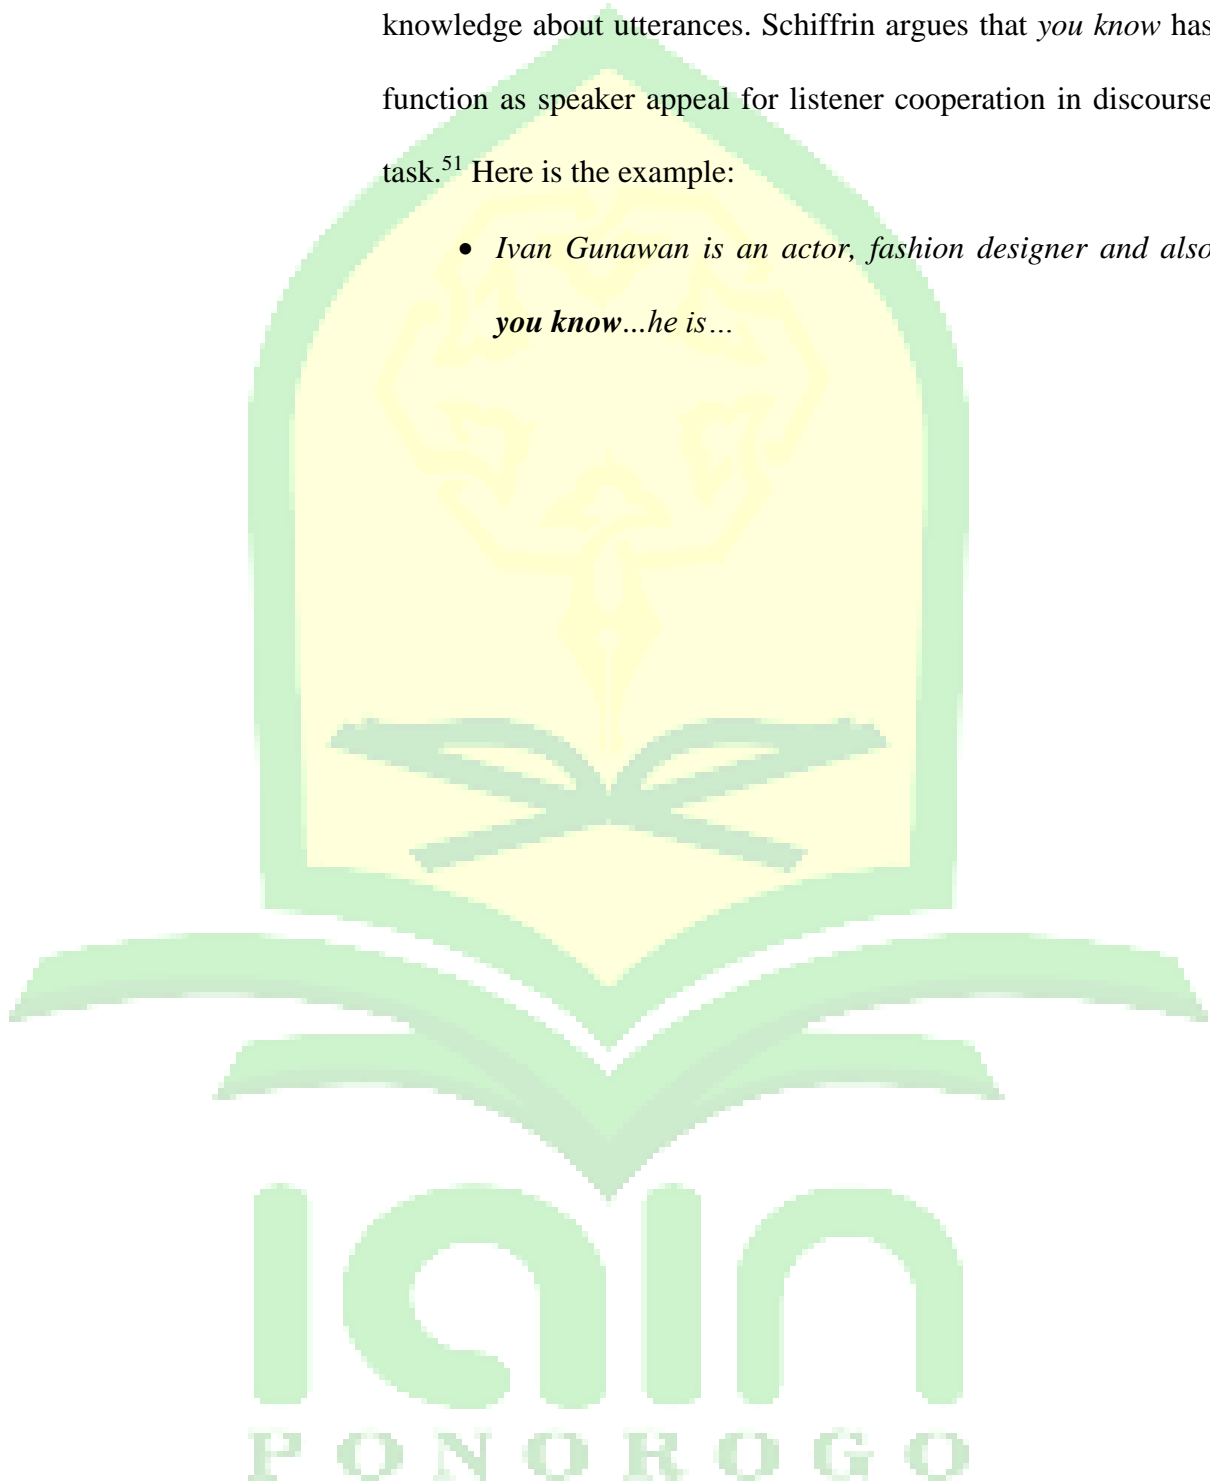 knowledge about utterances. Schiffrin argues that you know has
function as speaker appeal for listener cooperation in discourse
task.51 Here is the example:
• Ivan Gunawan is an actor, fashion designer and also
you know...he is…
iain
PONOROGO